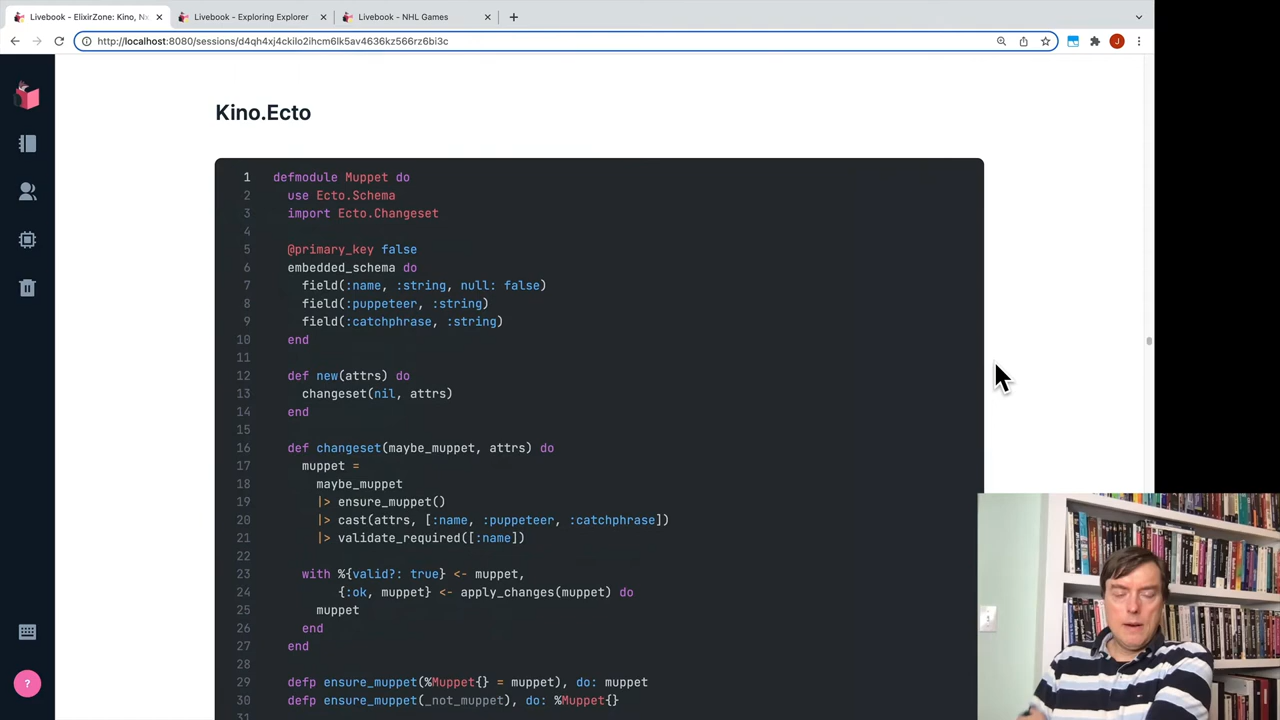 Livebook - ElixirZone: Kino, Nx
Livebook - Exploring Explorer
Livebook - NHL Games
http://localhost:8080/sessions/d4qh4xj4ckilo2ihcm6lk5av4636kz566rz6bi3c
J
Kino.Ecto
1 defmodule Muppet do
2 use Ecto.Schema
3 import Ecto.Changeset
4
5 @primary_key false
6 embedded_schema do
7 field(:name, :string, null: false)
8 field(:puppeteer, :string)
9 field(:catchphrase, :string)
10 end
11
12 def new(attrs) do
13 changeset(nil, attrs)
14 end
15
16 def changeset(maybe_muppet, attrs) do
17 muppet =
18 maybe_muppet
19 |> ensure_muppet()
20 |> cast(attrs, [:name, :puppeteer, :catchphrase])
21 |> validate_required([:name])
22
23 with %{valid?: true} <- muppet,
24 {:ok, muppet} <- apply_changes(muppet) do
25 muppet
26 end
27 end
28
29 defp ensure_muppet(%Muppet{} = muppet), do: muppet
30 defp ensure_muppet(_not_muppet), do: %Muppet{}
31
?